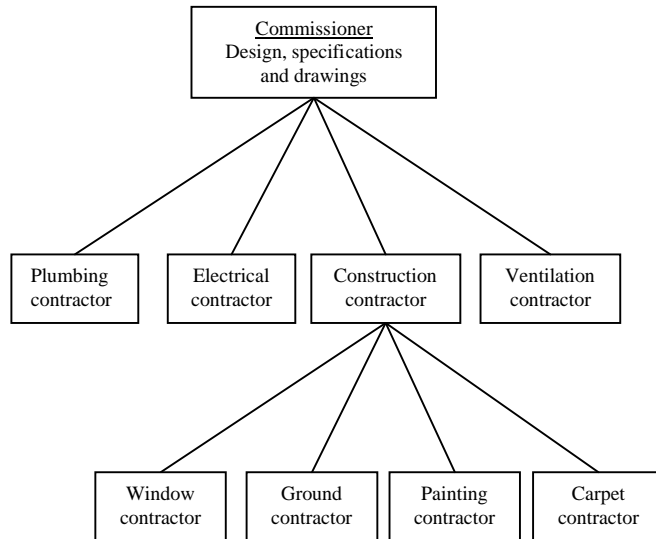 Commissioner
Design, specifications
and drawings
Plumbing
contractor
Electrical
contractor
Construction
contractor
Ventilation
contractor
Window
contractor
Ground
contractor
Painting
contractor
Carpet
contractor